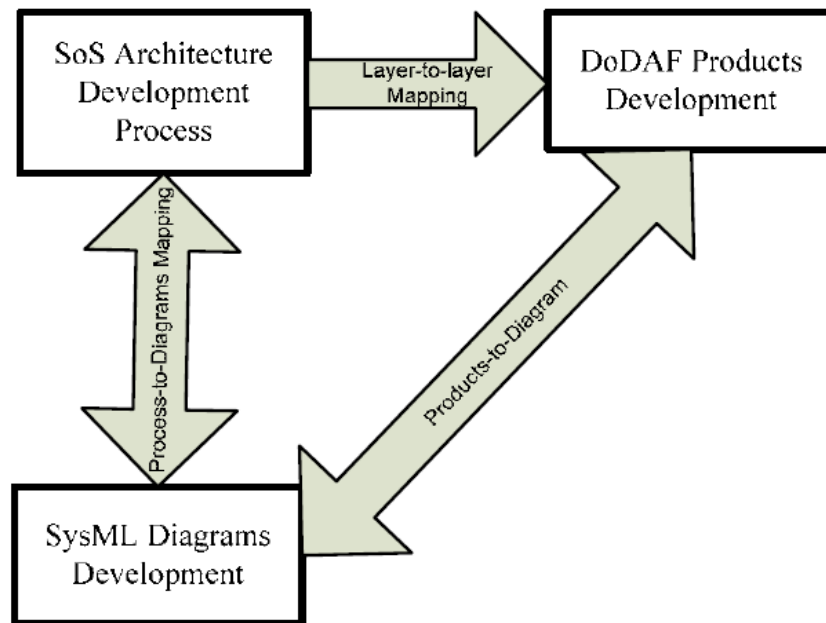 SoS Architecture
Development
Process
Layer-to-layer
Mapping
DoDAF Products
Development
Process-to-Diagrams Mapping
Products-to-Diagram
SysML Diagrams
Development